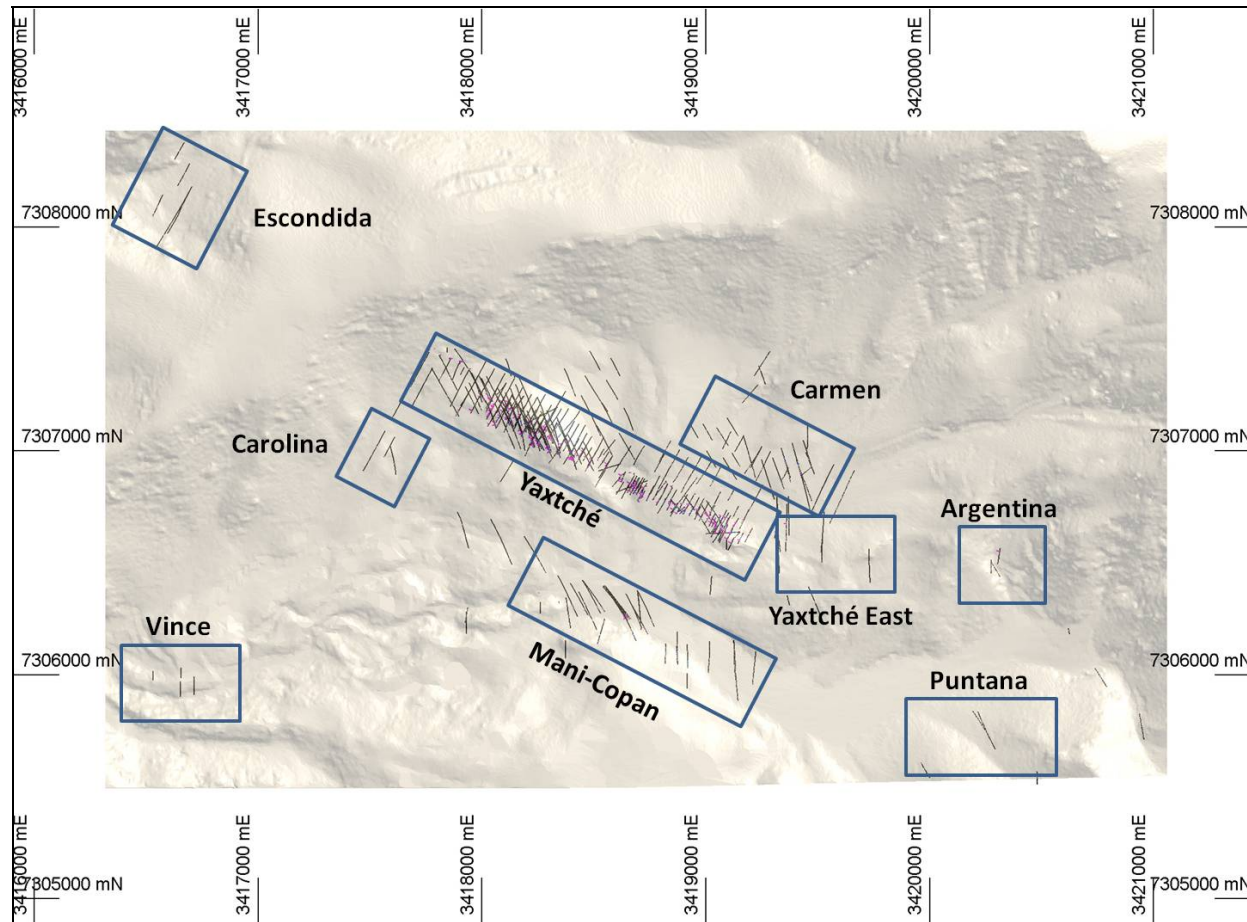 3416000 mE
3417000 mE
3418000 mE
3419000 mE
3420000 mE
3421000 mE
7308000 mN
7308000 mN
Escondida
Carmen
7307000 mN
7307000 mN
Carolina
Yaxtché
Argentina
Yaxtché East
Vince
7306000 mN
7306000 mN
Mani-Copan
Puntana
3416000 mE
3417000 mE
3418000 mE
3419000 mE
3420000 mE
3421000 mE
7305000 mN
7305000 mN